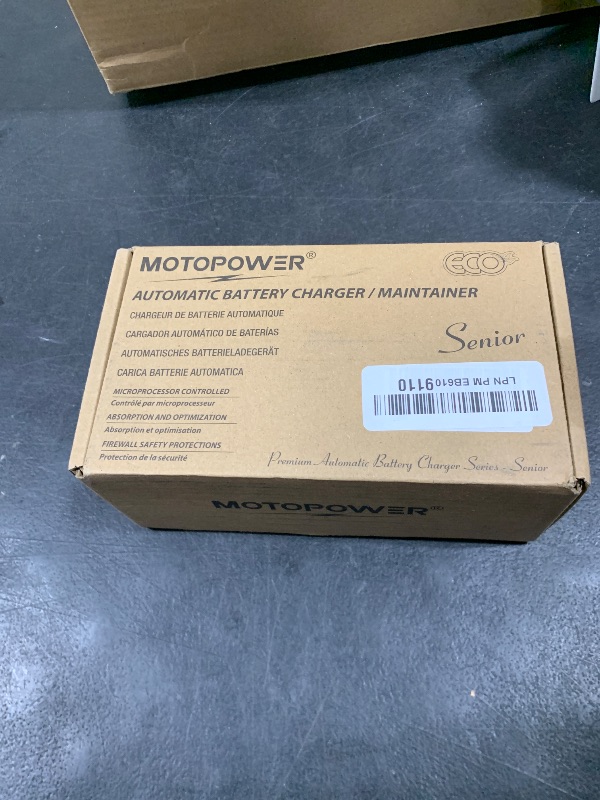 MOTOPOWER®
ECO
AUTOMATIC BATTERY CHARGER / MAINTAINER
CHARGEUR DE BATTERIE AUTOMATIQUE
CARGADOR AUTOMÁTICO DE BATERÍAS
AUTOMATISCHES BATTERIELADEGERÄT
CARICA BATTERIE AUTOMATICA
Senior
LPN PM EB6109110
MICROPROCESSOR CONTROLLED
Contrôlé par microprocesseur
ABSORPTION AND OPTIMIZATION
Absorption et optimisation
FIREWALL SAFETY PROTECTIONS
Protection de la sécurité
Premium Automatic Battery Charger Series - Senior
MOTOPOWER®